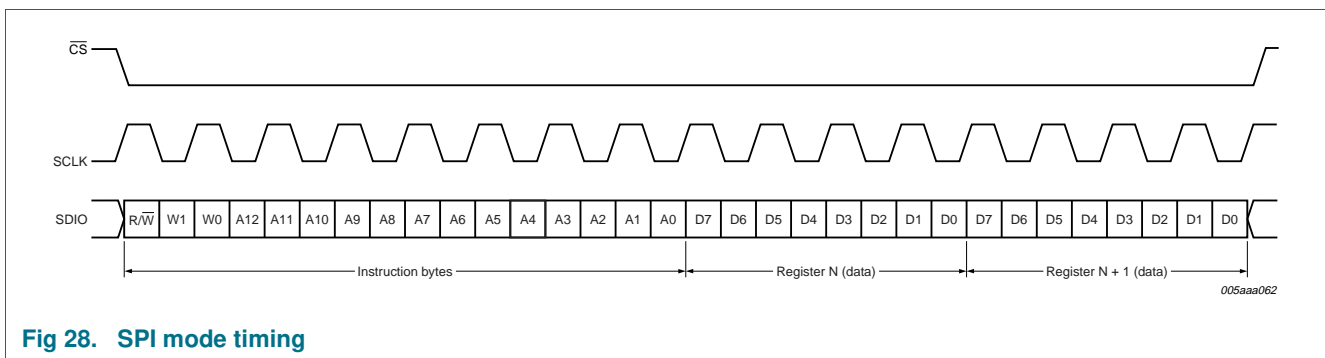 CS
SCLK
SDIO R/W W1 W0 A12 A11 A10 A9 A8 A7 A6 A5 A4 A3 A2 A1 A0 D7 D6 D5 D4 D3 D2 D1 D0 D7 D6 D5 D4 D3 D2 D1 D0
Instruction bytes Register N (data) Register N + 1 (data)
005aaa062
Fig 28. SPI mode timing